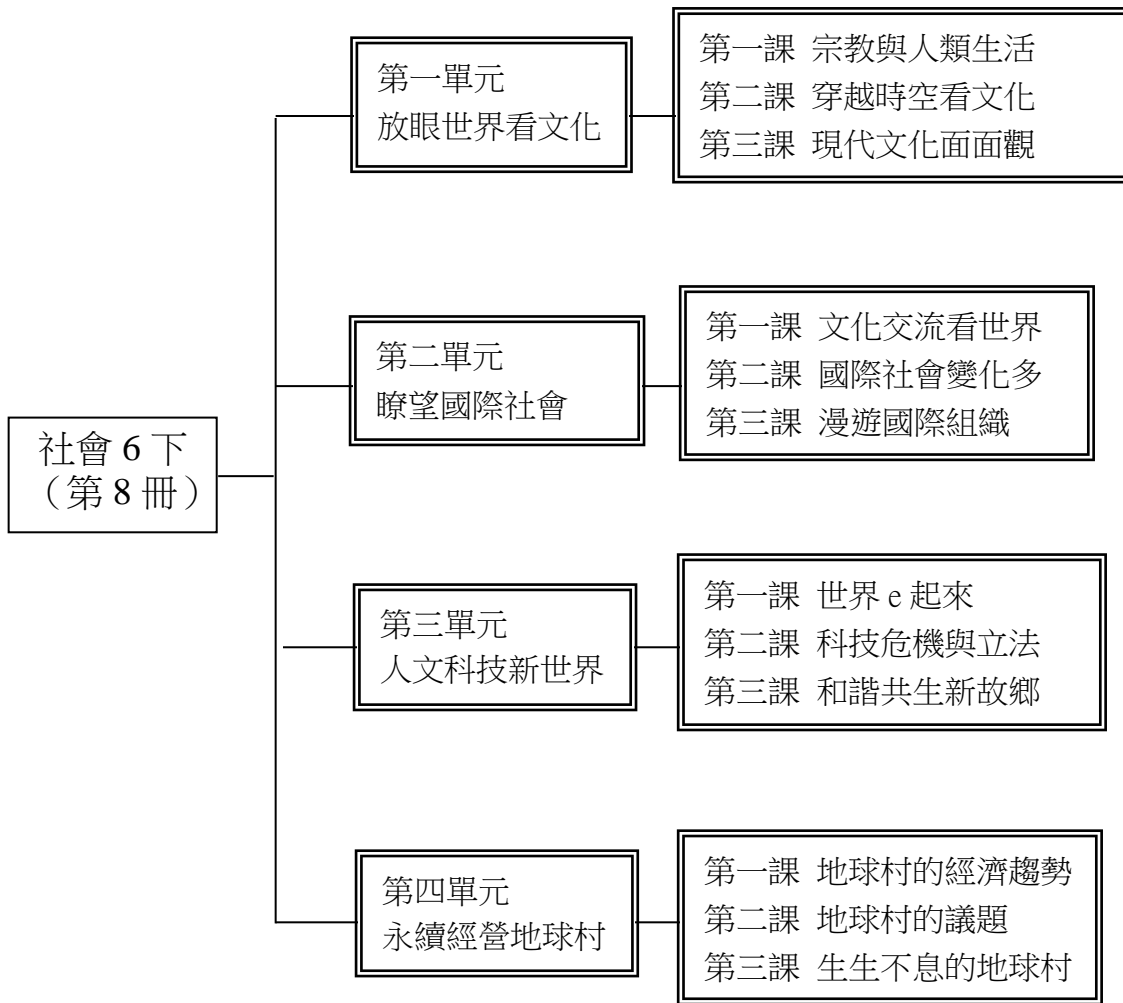 社會 6 下
（第 8 冊）
第一單元
放眼世界看文化
第一課 宗教與人類生活
第二課 穿越時空看文化
第三課 現代文化面面觀
第二單元
瞭望國際社會
第一課 文化交流看世界
第二課 國際社會變化多
第三課 漫遊國際組織
第三單元
人文科技新世界
第一課 世界 e 起來
第二課 科技危機與立法
第三課 和諧共生新故鄉
第四單元
永續經營地球村
第一課 地球村的經濟趨勢
第二課 地球村的議題
第三課 生生不息的地球村